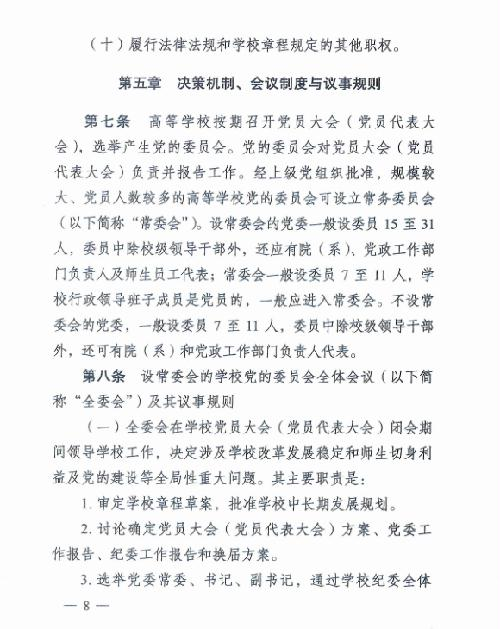 （十）履行法律法规和学校章程规定的其他职权。
第五章 决策机制、会议制度与议事规则
第七条 高等学校按期召开党员大会（党员代表大
会），选举产生党的委员会。党的委员会对党员大会（党员
代表大会）负责并报告工作。经上级党组织批准，规模较
大、党员人数较多的高等学校党的委员会可设立常务委员会
（以下简称“常委会”）。设常委会的党委一般设委员 15 至 31
人，委员中除校级领导干部外，还应有院（系）、党政工作部
门负责人及师生员工代表；常委会一般设委员 7 至 11 人，学
校行政领导班子成员是党员的，一般应进入常委会。不设常
委会的党委，一般设委员 7 至 11 人，委员中除校级领导干部
外，还可有院（系）和党政工作部门负责人代表。
第八条 设常委会的学校党的委员会全体会议（以下简
称“全委会”）及其议事规则
（一）全委会在学校党员大会（党员代表大会）闭会期
间领导学校工作，决定涉及学校改革发展稳定和师生切身利
益及党的建设等全局性重大问题。其主要职责是：
1. 审定学校章程草案，批准学校中长期发展规划。
2. 讨论确定党员大会（党员代表大会）方案、党委工
作报告、纪委工作报告和换届方案。
3. 选举党委常委、书记、副书记，通过学校纪委全体
— 8 —